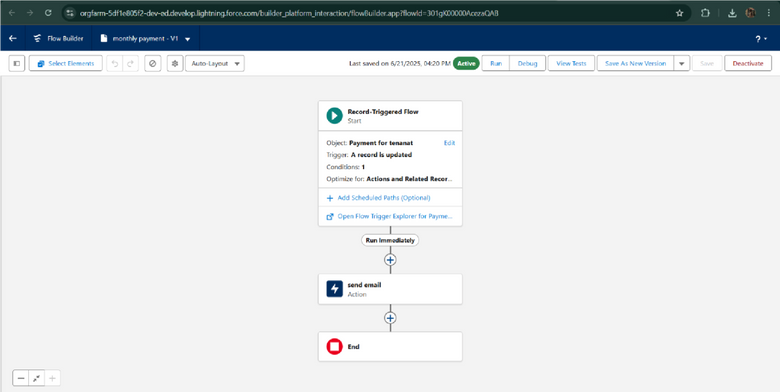 orgfarm-5df1e805f2-dev-ed.develop.lightning.force.com/builder_platform_interaction/flowBuilder.app?flowId=301gK00000AcezaQAB
Flow Builder monthly payment - V1 ?
Select Elements Auto-Layout Last saved on 6/21/2025, 04:20 PM Active Run Debug View Tests Save As New Version Save Deactivate
Record-Triggered Flow
Start
Object: Payment for tenanat Edit
Trigger: A record is updated
Conditions: 1
Optimize for: Actions and Related Recor...
Add Scheduled Paths (Optional)
Open Flow Trigger Explorer for Payme...
Run Immediately
send email
Action
End